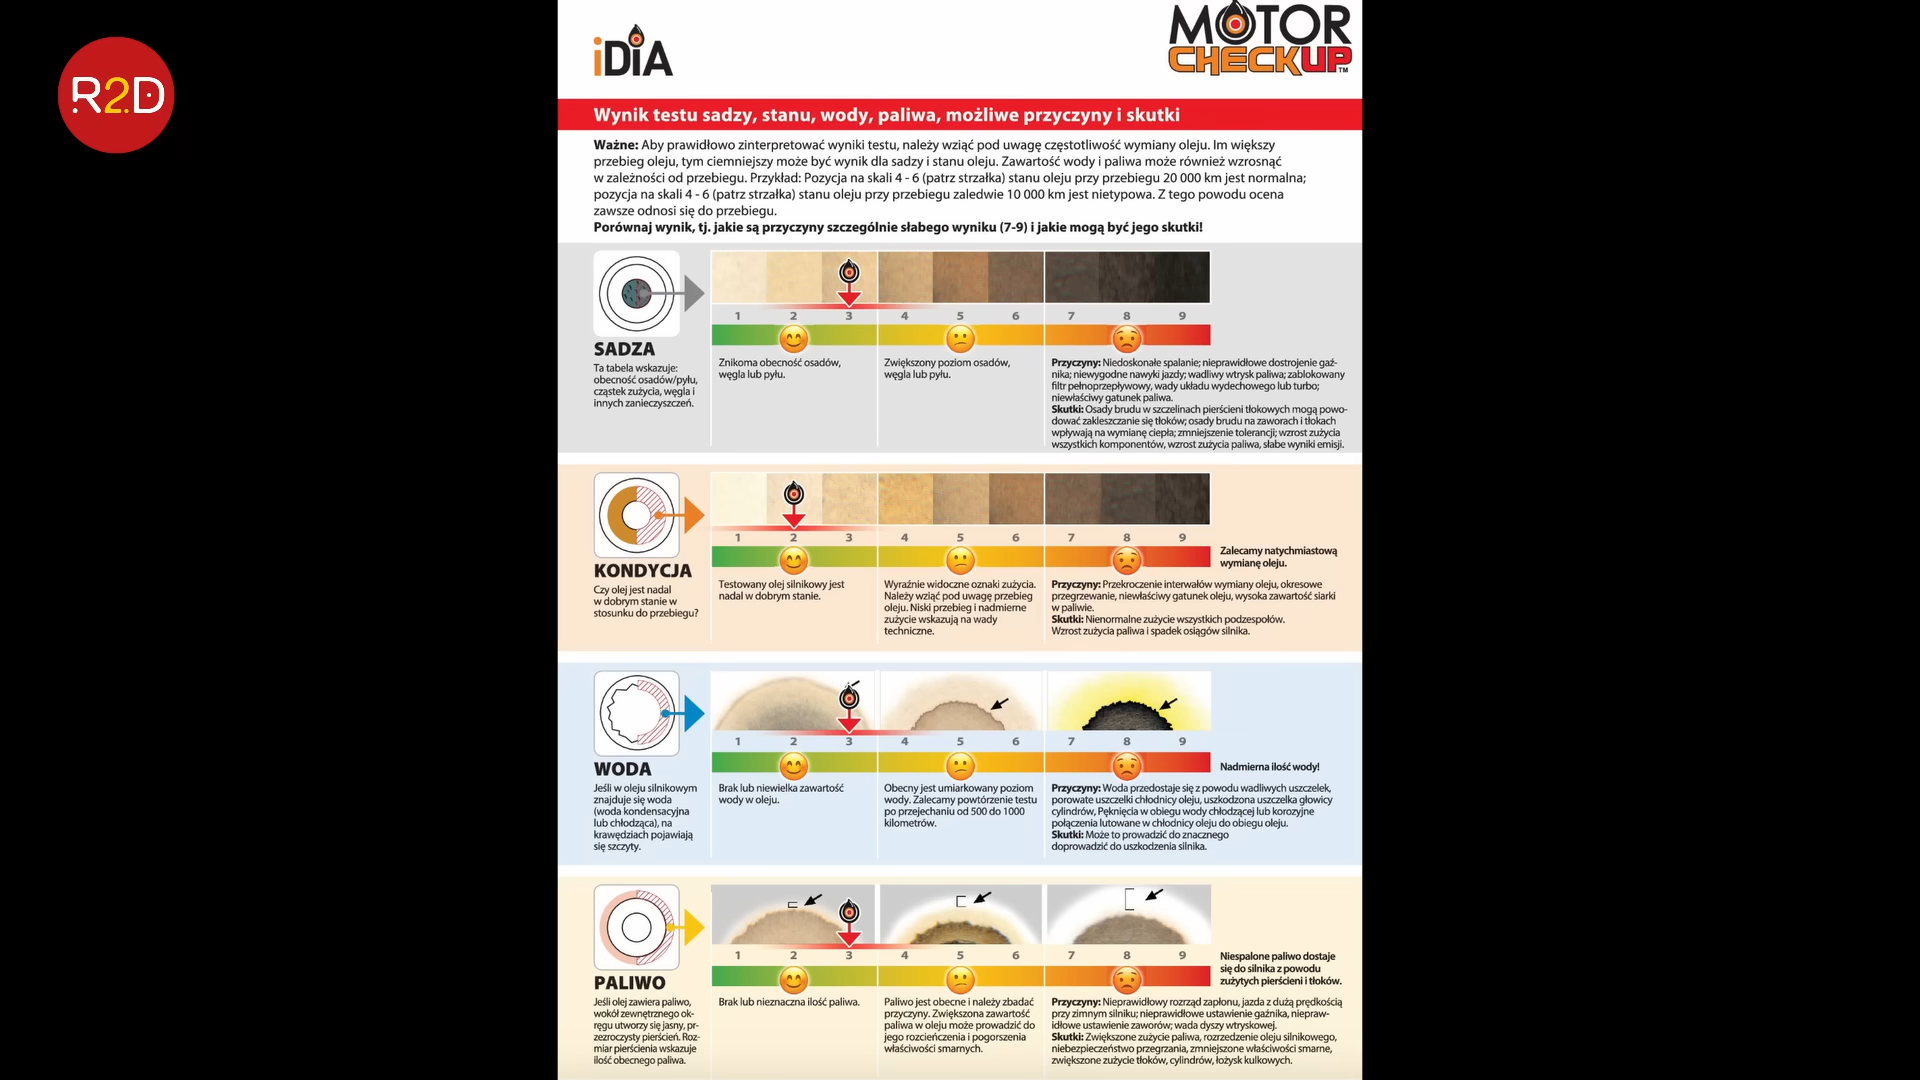 R2D
iDiA
MOTOR
CHECKUP™
Wynik testu sadzy, stanu, wody, paliwa, możliwe przyczyny i skutki
Ważne: Aby prawidłowo zinterpretować wyniki testu, należy wziąć pod uwagę częstotliwość wymiany oleju. Im większy
przebieg oleju, tym ciemniejszy może być wynik dla sadzy i stanu oleju. Zawartość wody i paliwa może również wzrosnąć
w zależności od przebiegu. Przykład: Pozycja na skali 4 - 6 (patrz strzałka) stanu oleju przy przebiegu 20 000 km jest normalna;
pozycja na skali 4 - 6 (patrz strzałka) stanu oleju przy przebiegu zaledwie 10 000 km jest nietypowa. Z tego powodu ocena
zawsze odnosi się do przebiegu.
Porównaj wynik, tj. jakie są przyczyny szczególnie słabego wyniku (7-9) i jakie mogą być jego skutki!
1 2 3 4 5 6 7 8 9
SADZA
Ta tabela wskazuje:
obecność osadów/pyłu,
cząstek zużycia, węgla i
innych zanieczyszczeń.
Znikoma obecność osadów,
węgla lub pyłu.
Zwiększony poziom osadów,
węgla lub pyłu.
Przyczyny: Niedoskonałe spalanie; nieprawidłowe dostrojenie gaź-
nika; niewygodne nawyki jazdy; wadliwy wtrysk paliwa; zablokowany
filtr pełnoprzepływowy, wady układu wydechowego lub turbo;
niewłaściwy gatunek paliwa.
Skutki: Osady brudu w szczelinach pierścieni tłokowych mogą powo-
dować zakleszczanie się tłoków; osady brudu na zaworach i tłokach
wpływają na wymianę ciepła; zmniejszenie tolerancji; wzrost zużycia
wszystkich komponentów, wzrost zużycia paliwa, słabe wyniki emisji.
1 2 3 4 5 6 7 8 9
Zalecamy natychmiastową
wymianę oleju.
KONDYCJA
Czy olej jest nadal
w dobrym stanie w
stosunku do przebiegu?
Testowany olej silnikowy jest
nadal w dobrym stanie.
Wyraźnie widoczne oznaki zużycia.
Należy wziąć pod uwagę przebieg
oleju. Niski przebieg i nadmierne
zużycie wskazują na wady
techniczne.
Przyczyny: Przekroczenie interwałów wymiany oleju, okresowe
przegrzewanie, niewłaściwy gatunek oleju, wysoka zawartość siarki
w paliwie.
Skutki: Nienormalne zużycie wszystkich podzespołów.
Wzrost zużycia paliwa i spadek osiągów silnika.
1 2 3 4 5 6 7 8 9
Nadmierna ilość wody!
WODA
Jeśli w oleju silnikowym
znajduje się woda
(woda kondensacyjna
lub chłodząca), na
krawędziach pojawiają
się szczyty.
Brak lub niewielka zawartość
wody w oleju.
Obecny jest umiarkowany poziom
wody. Zalecamy powtórzenie testu
po przejechaniu od 500 do 1000
kilometrów.
Przyczyny: Woda przedostaje się z powodu wadliwych uszczelek,
porowate uszczelki chłodnicy oleju, uszkodzona uszczelka głowicy
cylindrów, Pęknięcia w obiegu wody chłodzącej lub korozyjne
połączenia lutowane w chłodnicy oleju do obiegu oleju.
Skutki: Może to prowadzić do znacznego
doprowadzić do uszkodzenia silnika.
1 2 3 4 5 6 7 8 9
Niespalone paliwo dostaje
się do silnika z powodu
zużytych pierścieni i tłoków.
PALIWO
Jeśli olej zawiera paliwo,
wokół zewnętrznego ok-
ręgu utworzy się jasny, pr-
zezroczysty pierścień. Roz-
miar pierścienia wskazuje
ilość obecnego paliwa.
Brak lub nieznaczna ilość paliwa.
Paliwo jest obecne i należy zbadać
przyczyny. Zwiększona zawartość
paliwa w oleju może prowadzić do
jego rozcieńczenia i pogorszenia
właściwości smarnych.
Przyczyny: Nieprawidłowy rozrząd zapłonu, jazda z dużą prędkością
przy zimnym silniku; nieprawidłowe ustawienie gaźnika, niepraw-
idłowe ustawienie zaworów; wada dyszy wtryskowej.
Skutki: Zwiększone zużycie paliwa, rozrzedzenie oleju silnikowego,
niebezpieczeństwo przegrzania, zmniejszone właściwości smarne,
zwiększone zużycie tłoków, cylindrów, łożysk kulkowych.